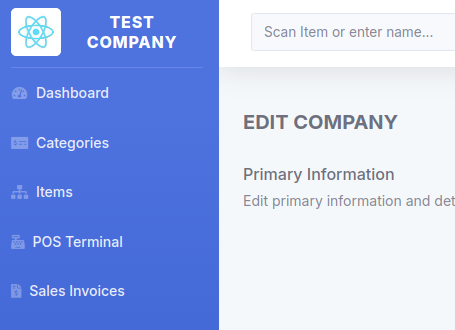 TEST
COMPANY
Scan Item or enter name...
Dashboard
Categories
Items
POS Terminal
Sales Invoices
EDIT COMPANY
Primary Information
Edit primary information and det